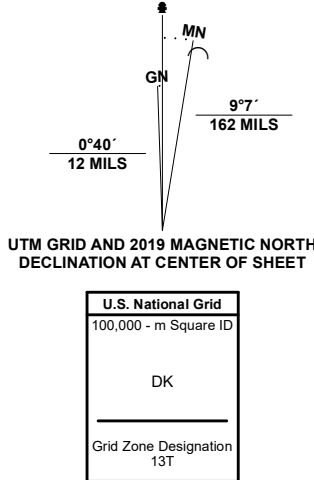 MN
GN
9°7´
162 MILS
0°40´
12 MILS
UTM GRID AND 2019 MAGNETIC NORTH
DECLINATION AT CENTER OF SHEET
U.S. National Grid
100,000 - m Square ID
DK
Grid Zone Designation
13T